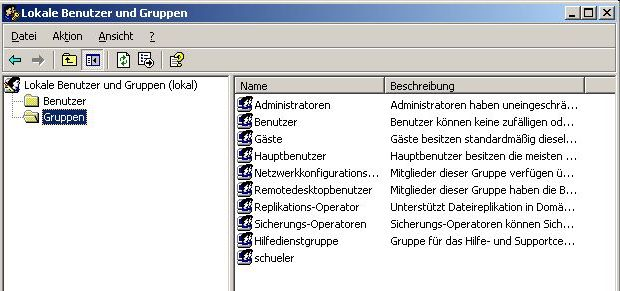 Lokale Benutzer und Gruppen
Datei Aktion Ansicht ?
Lokale Benutzer und Gruppen (lokal)
Benutzer
Gruppen
Name Beschreibung
Administratoren Administratoren haben uneingeschrä...
Benutzer Benutzer können keine zufälligen od...
Gäste Gäste besitzen standardmäßig diesel...
Hauptbenutzer Hauptbenutzer besitzen die meisten ...
Netzwerkkonfigurations... Mitglieder dieser Gruppe verfügen ü...
Remotedesktopbenutzer Mitglieder dieser Gruppe haben die B...
Replikations-Operator Unterstützt Dateireplikation in Domä...
Sicherungs-Operatoren Sicherungs-Operatoren können Sich...
Hilfedienstgruppe Gruppe für das Hilfe- und Supportce...
schueler